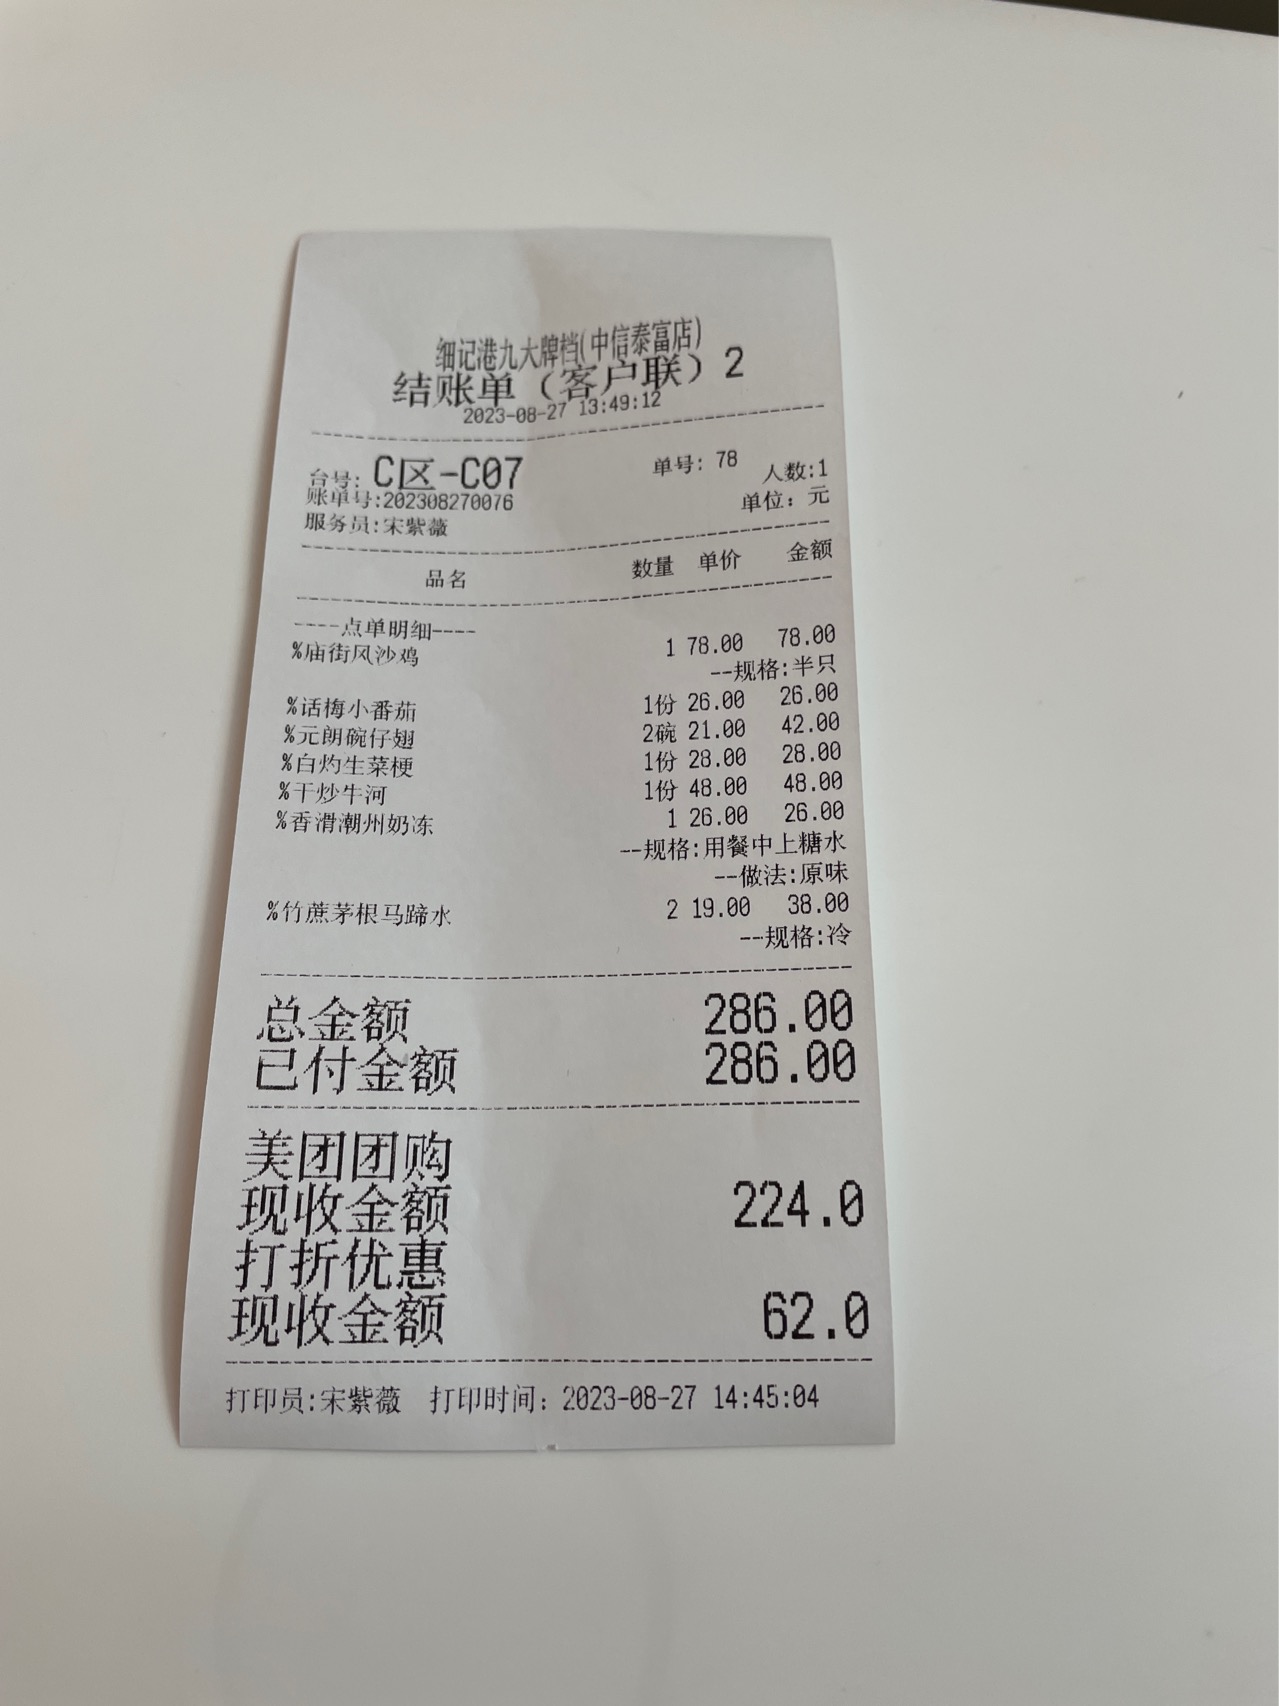 细记港九大牌档(中信泰富店)
结账单（客户联）2
2023-08-27 13:49:12
台号: C区-C07 单号: 78 人数:1
账单号:202308270076 单位: 元
服务员:宋紫薇
品名 数量 单价 金额
----点单明细----
%庙街风沙鸡 1 78.00 78.00
--规格:半只
%话梅小番茄 1份 26.00 26.00
%元朗碗仔翅 2碗 21.00 42.00
%白灼生菜梗 1份 28.00 28.00
%干炒牛河 1份 48.00 48.00
%香滑潮州奶冻 1 26.00 26.00
--规格:用餐中上糖水
--做法:原味
%竹蔗茅根马蹄水 2 19.00 38.00
--规格:冷
总金额 286.00
已付金额 286.00
美团团购
现收金额 224.0
打折优惠
现收金额 62.0
打印员:宋紫薇 打印时间: 2023-08-27 14:45:04